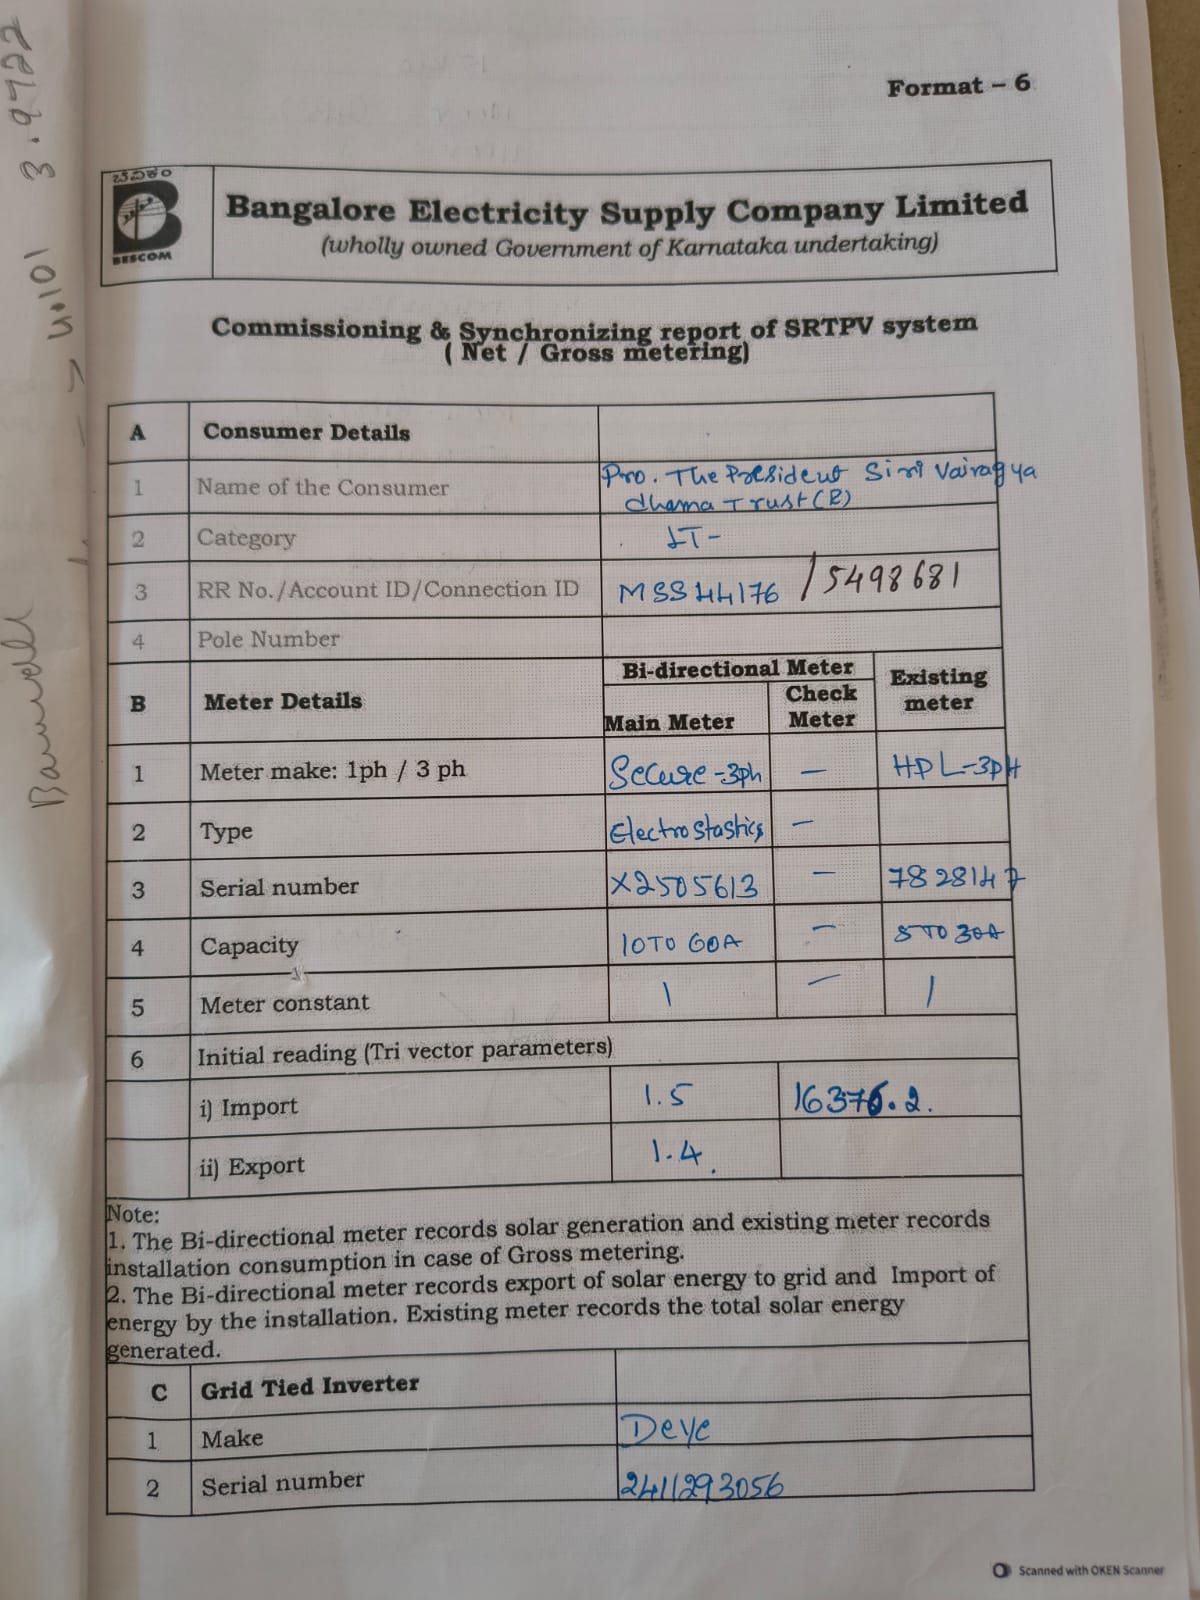 Format – 6
ಬೆವಿಕಂ
BESCOM
Bangalore Electricity Supply Company Limited
(wholly owned Government of Karnataka undertaking)
Commissioning & Synchronizing report of SRTPV system
( Net / Gross metering)
A Consumer Details
1 Name of the Consumer Pro. The President Siri Vairagya
dhama Trust (R)
2 Category LT-
3 RR No./Account ID/Connection ID MSS44176 / 5498681
4 Pole Number
B Meter Details Bi-directional Meter Existing meter
Main Meter Check Meter
1 Meter make: 1ph / 3 ph Secure-3ph — HPL-3PH
2 Type Electrostastics —
3 Serial number X2505613 — 7828147
4 Capacity 10TO 60A — 5 TO 30A
5 Meter constant 1 — 1
6 Initial reading (Tri vector parameters)
i) Import 1.5 16376.2.
ii) Export 1.4.
Note:
1. The Bi-directional meter records solar generation and existing meter records
installation consumption in case of Gross metering.
2. The Bi-directional meter records export of solar energy to grid and Import of
energy by the installation. Existing meter records the total solar energy
generated.
C Grid Tied Inverter
1 Make Deye
2 Serial number 2411293056
Scanned with OKEN Scanner